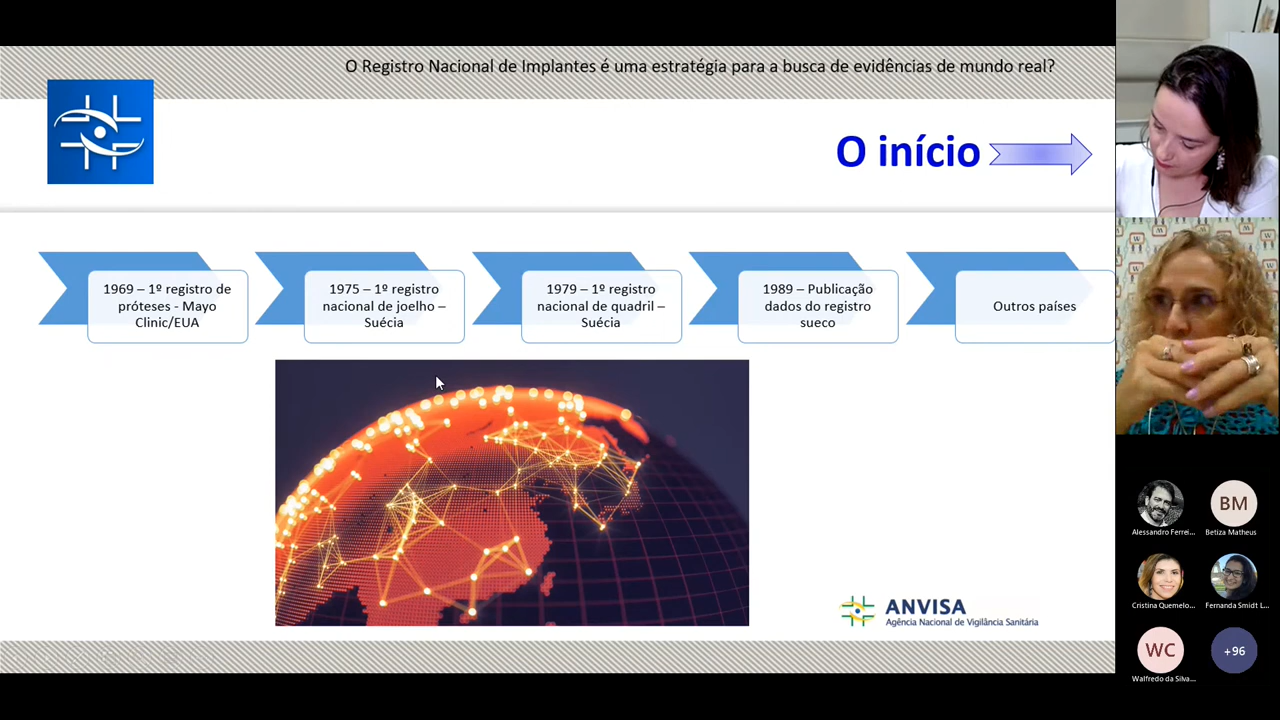 O Registro Nacional de Implantes é uma estratégia para a busca de evidências de mundo real?
O início
1969 – 1º registro de
próteses - Mayo
Clinic/EUA
1975 – 1º registro
nacional de joelho –
Suécia
1979 – 1º registro
nacional de quadril –
Suécia
1989 – Publicação
dados do registro
sueco
Outros países
ANVISA
Agência Nacional de Vigilância Sanitária
BM
Alessandro Ferrei...
Betiza Matheus
Cristina Quemelo...
Fernanda Smidt L...
WC
+96
Walfredo da Silva...